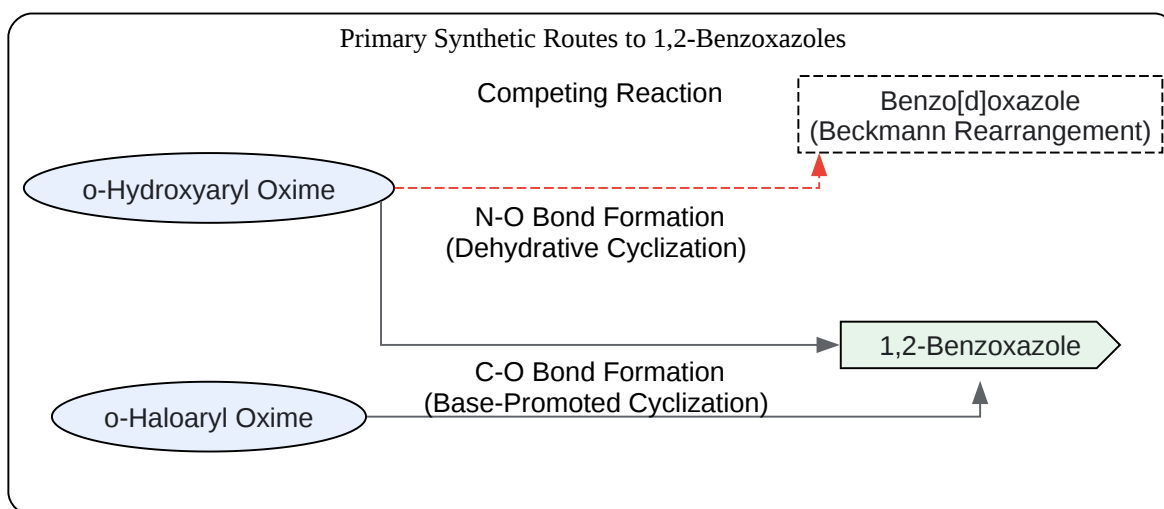 Primary Synthetic Routes to 1,2-Benzoxazoles
Competing Reaction
Benzo[d]oxazole
(Beckmann Rearrangement)
o-Hydroxyaryl Oxime
N-O Bond Formation
(Dehydrative Cyclization)
1,2-Benzoxazole
C-O Bond Formation
(Base-Promoted Cyclization)
o-Haloaryl Oxime